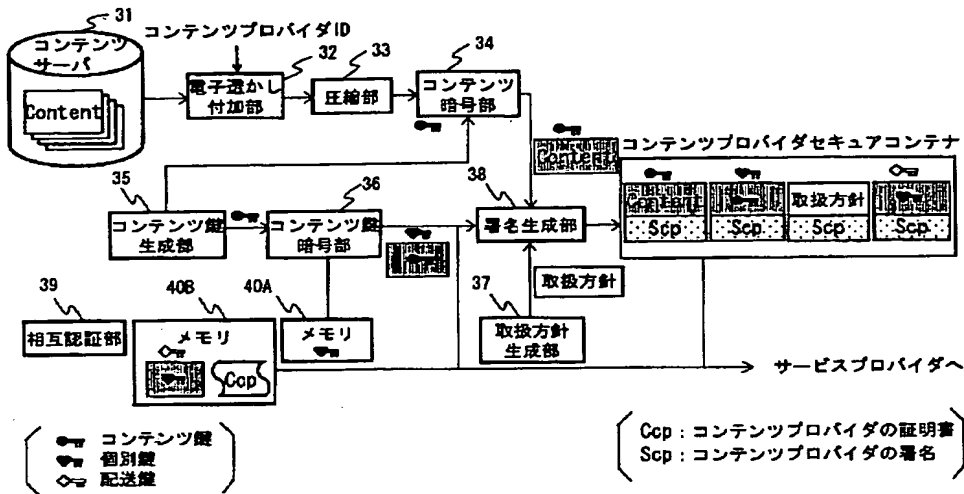 31
コンテンツ
サーバ
Content
コンテンツプロバイダID
32
電子透かし
付加部
33
圧縮部
34
コンテンツ
暗号部
Content
コンテンツプロバイダセキュアコンテナ
Content
Scp
Scp
取扱方針
Scp
Scp
35
コンテンツ鍵
生成部
36
コンテンツ鍵
暗号部
38
署名生成部
取扱方針
37
取扱方針
生成部
39
相互認証部
40B
メモリ
Ccp
40A
メモリ
サービスプロバイダへ
コンテンツ鍵
個別鍵
配送鍵
Ccp：コンテンツプロバイダの証明書
Scp：コンテンツプロバイダの署名